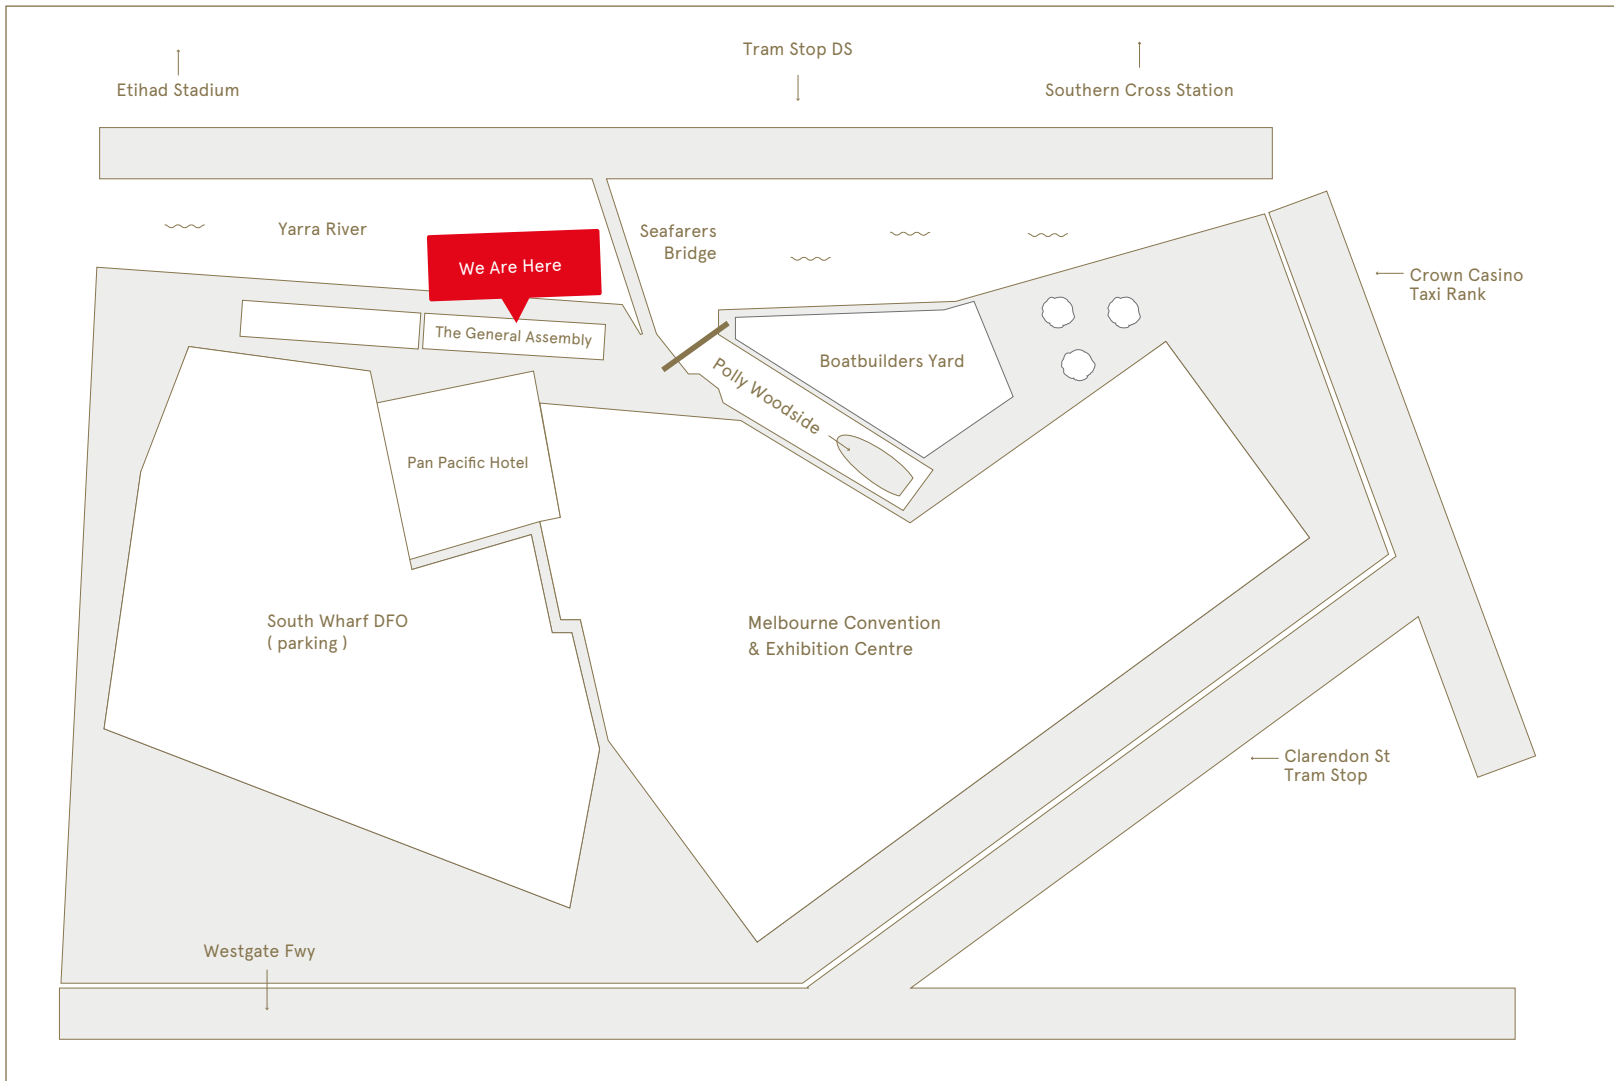 Tram Stop DS
Etihad Stadium
Southern Cross Station
Yarra River
Seafarers
Bridge
We Are Here
Crown Casino
Taxi Rank
The General Assembly
Boatbuilders Yard
Polly Woodside
Pan Pacific Hotel
South Wharf DFO
( parking )
Melbourne Convention
& Exhibition Centre
Clarendon St
Tram Stop
Westgate Fwy